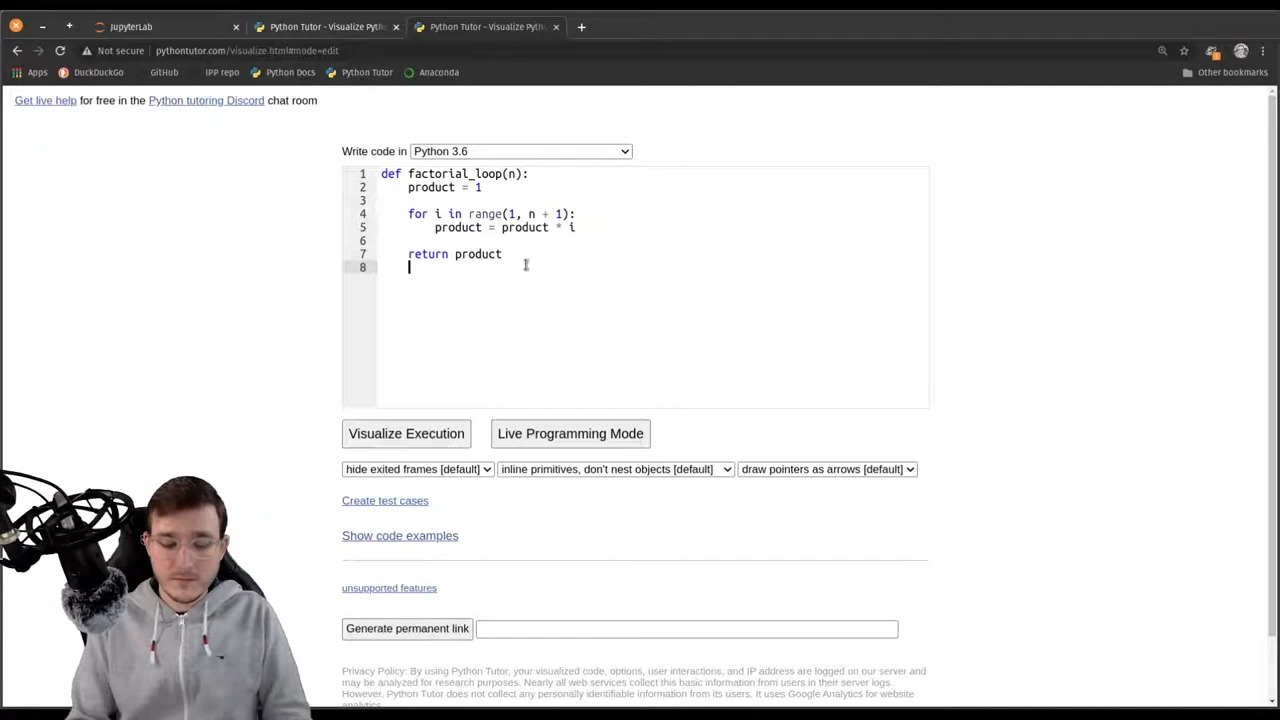 JupyterLab
Python Tutor - Visualize Pyth
Python Tutor - Visualize Pyth
Not secure
pythontutor.com/visualize.html#mode=edit
Apps
DuckDuckGo
GitHub
IPP repo
Python Docs
Python Tutor
Anaconda
Other bookmarks
Get live help for free in the Python tutoring Discord chat room
Write code in Python 3.6
1 def factorial_loop(n):
2 product = 1
3
4 for i in range(1, n + 1):
5 product = product * i
6
7 return product
8
Visualize Execution
Live Programming Mode
hide exited frames [default]
inline primitives, don't nest objects [default]
draw pointers as arrows [default]
Create test cases
Show code examples
unsupported features
Generate permanent link
Privacy Policy: By using Python Tutor, your visualized code, options, user interactions, and IP address are logged on our server and
may be analyzed for research purposes. Nearly all web services collect this basic information from users in their server logs.
However, Python Tutor does not collect any personally identifiable information from its users. It uses Google Analytics for website
analytics.